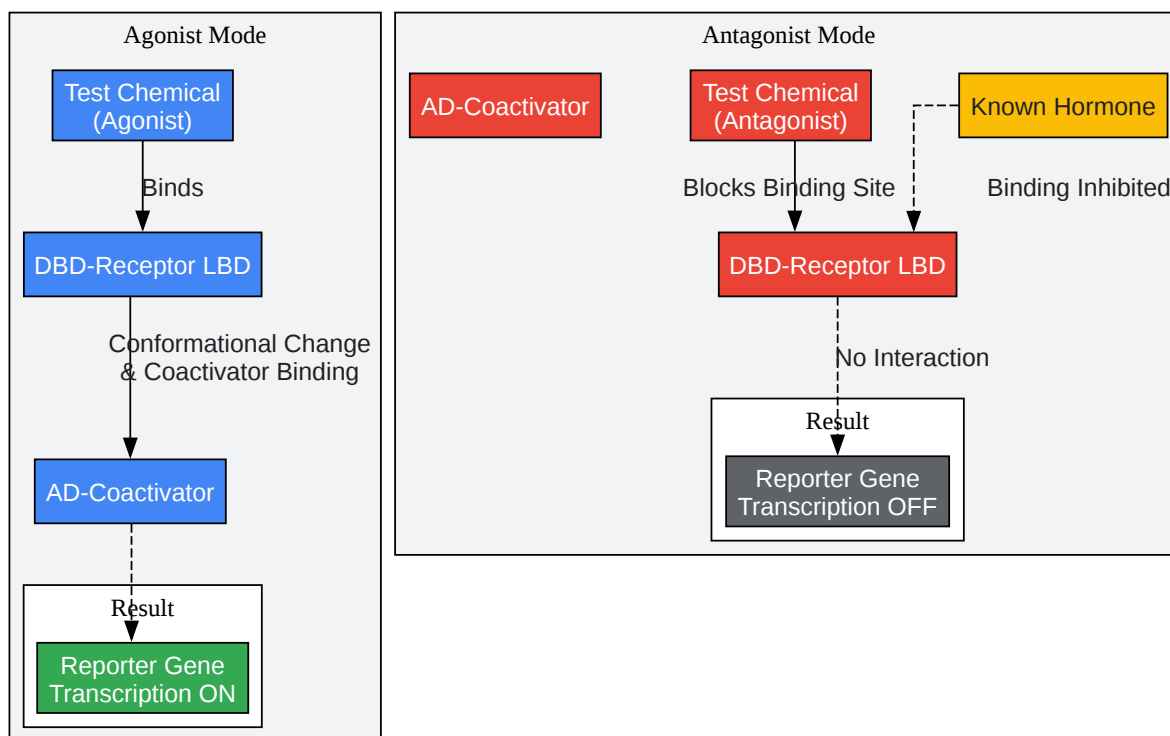 Agonist Mode
Test Chemical
(Agonist)
Binds
DBD-Receptor LBD
Conformational Change
& Coactivator Binding
AD-Coactivator
Result
Reporter Gene
Transcription ON
Antagonist Mode
AD-Coactivator
Test Chemical
(Antagonist)
Known Hormone
Blocks Binding Site
Binding Inhibited
DBD-Receptor LBD
No Interaction
Result
Reporter Gene
Transcription OFF